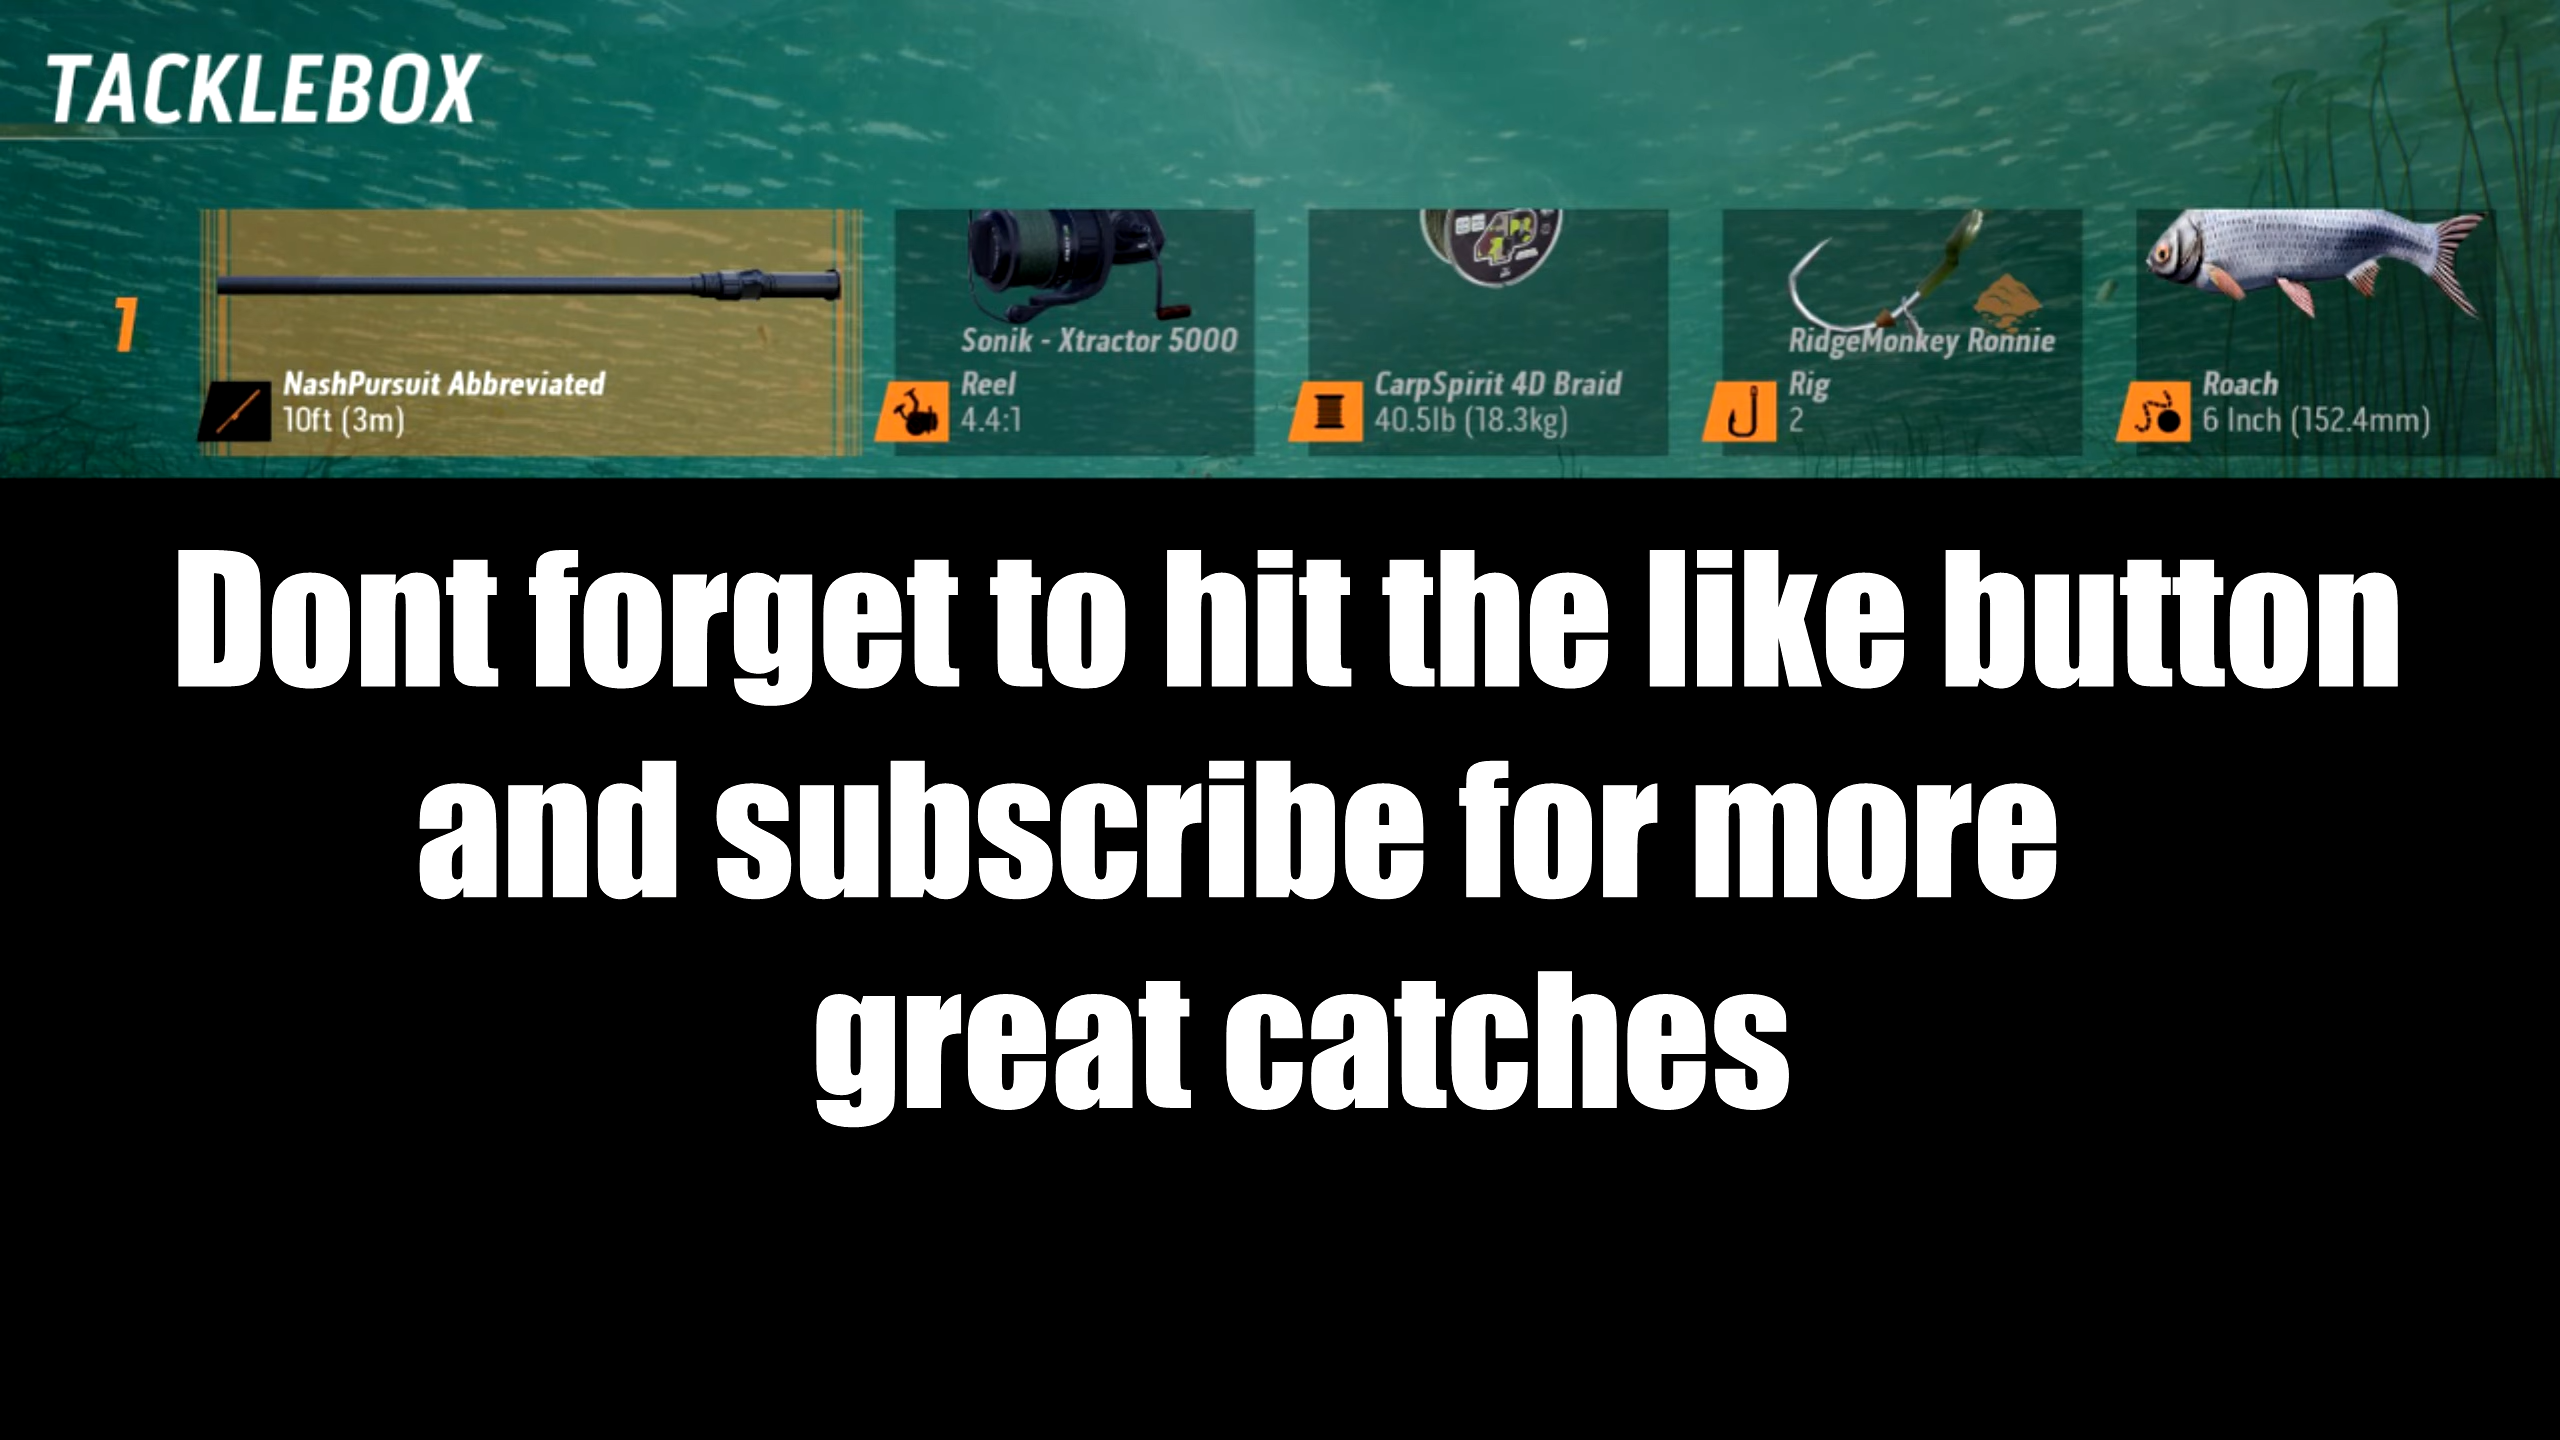 TACKLEBOX
1
NashPursuit Abbreviated
10ft (3m)
Sonik - Xtractor 5000
Reel
4.4:1
CarpSpirit 4D Braid
40.5lb (18.3kg)
RidgeMonkey Ronnie
Rig
2
Roach
6 Inch (152.4mm)
Dont forget to hit the like button
and subscribe for more
great catches